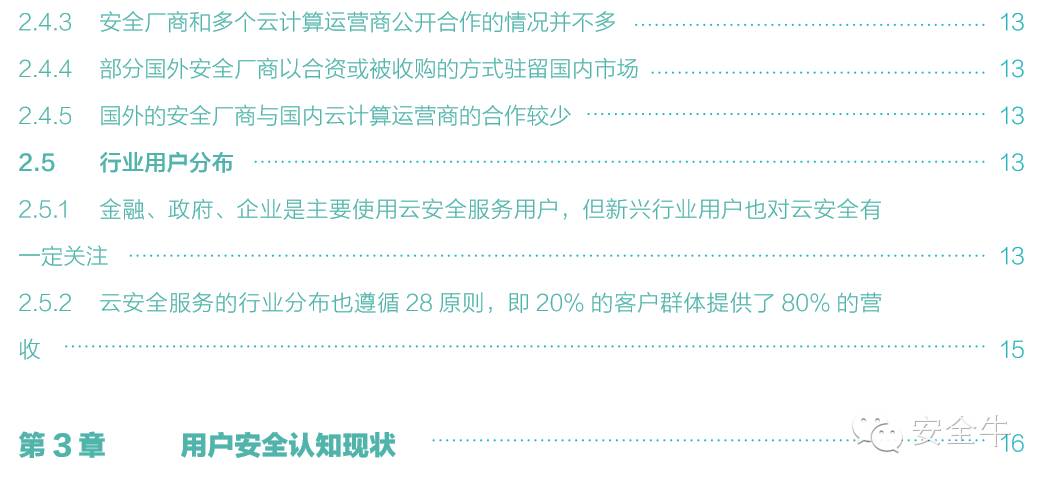 2.4.3 安全厂商和多个云计算运营商公开合作的情况并不多 13
2.4.4 部分国外安全厂商以合资或被收购的方式驻留国内市场 13
2.4.5 国外的安全厂商与国内云计算运营商的合作较少 13
2.5 行业用户分布 13
2.5.1 金融、政府、企业是主要使用云安全服务用户，但新兴行业用户也对云安全有
一定关注 13
2.5.2 云安全服务的行业分布也遵循 28 原则，即 20% 的客户群体提供了 80% 的营
收 15
第 3 章 用户安全认知现状 16
安全牛